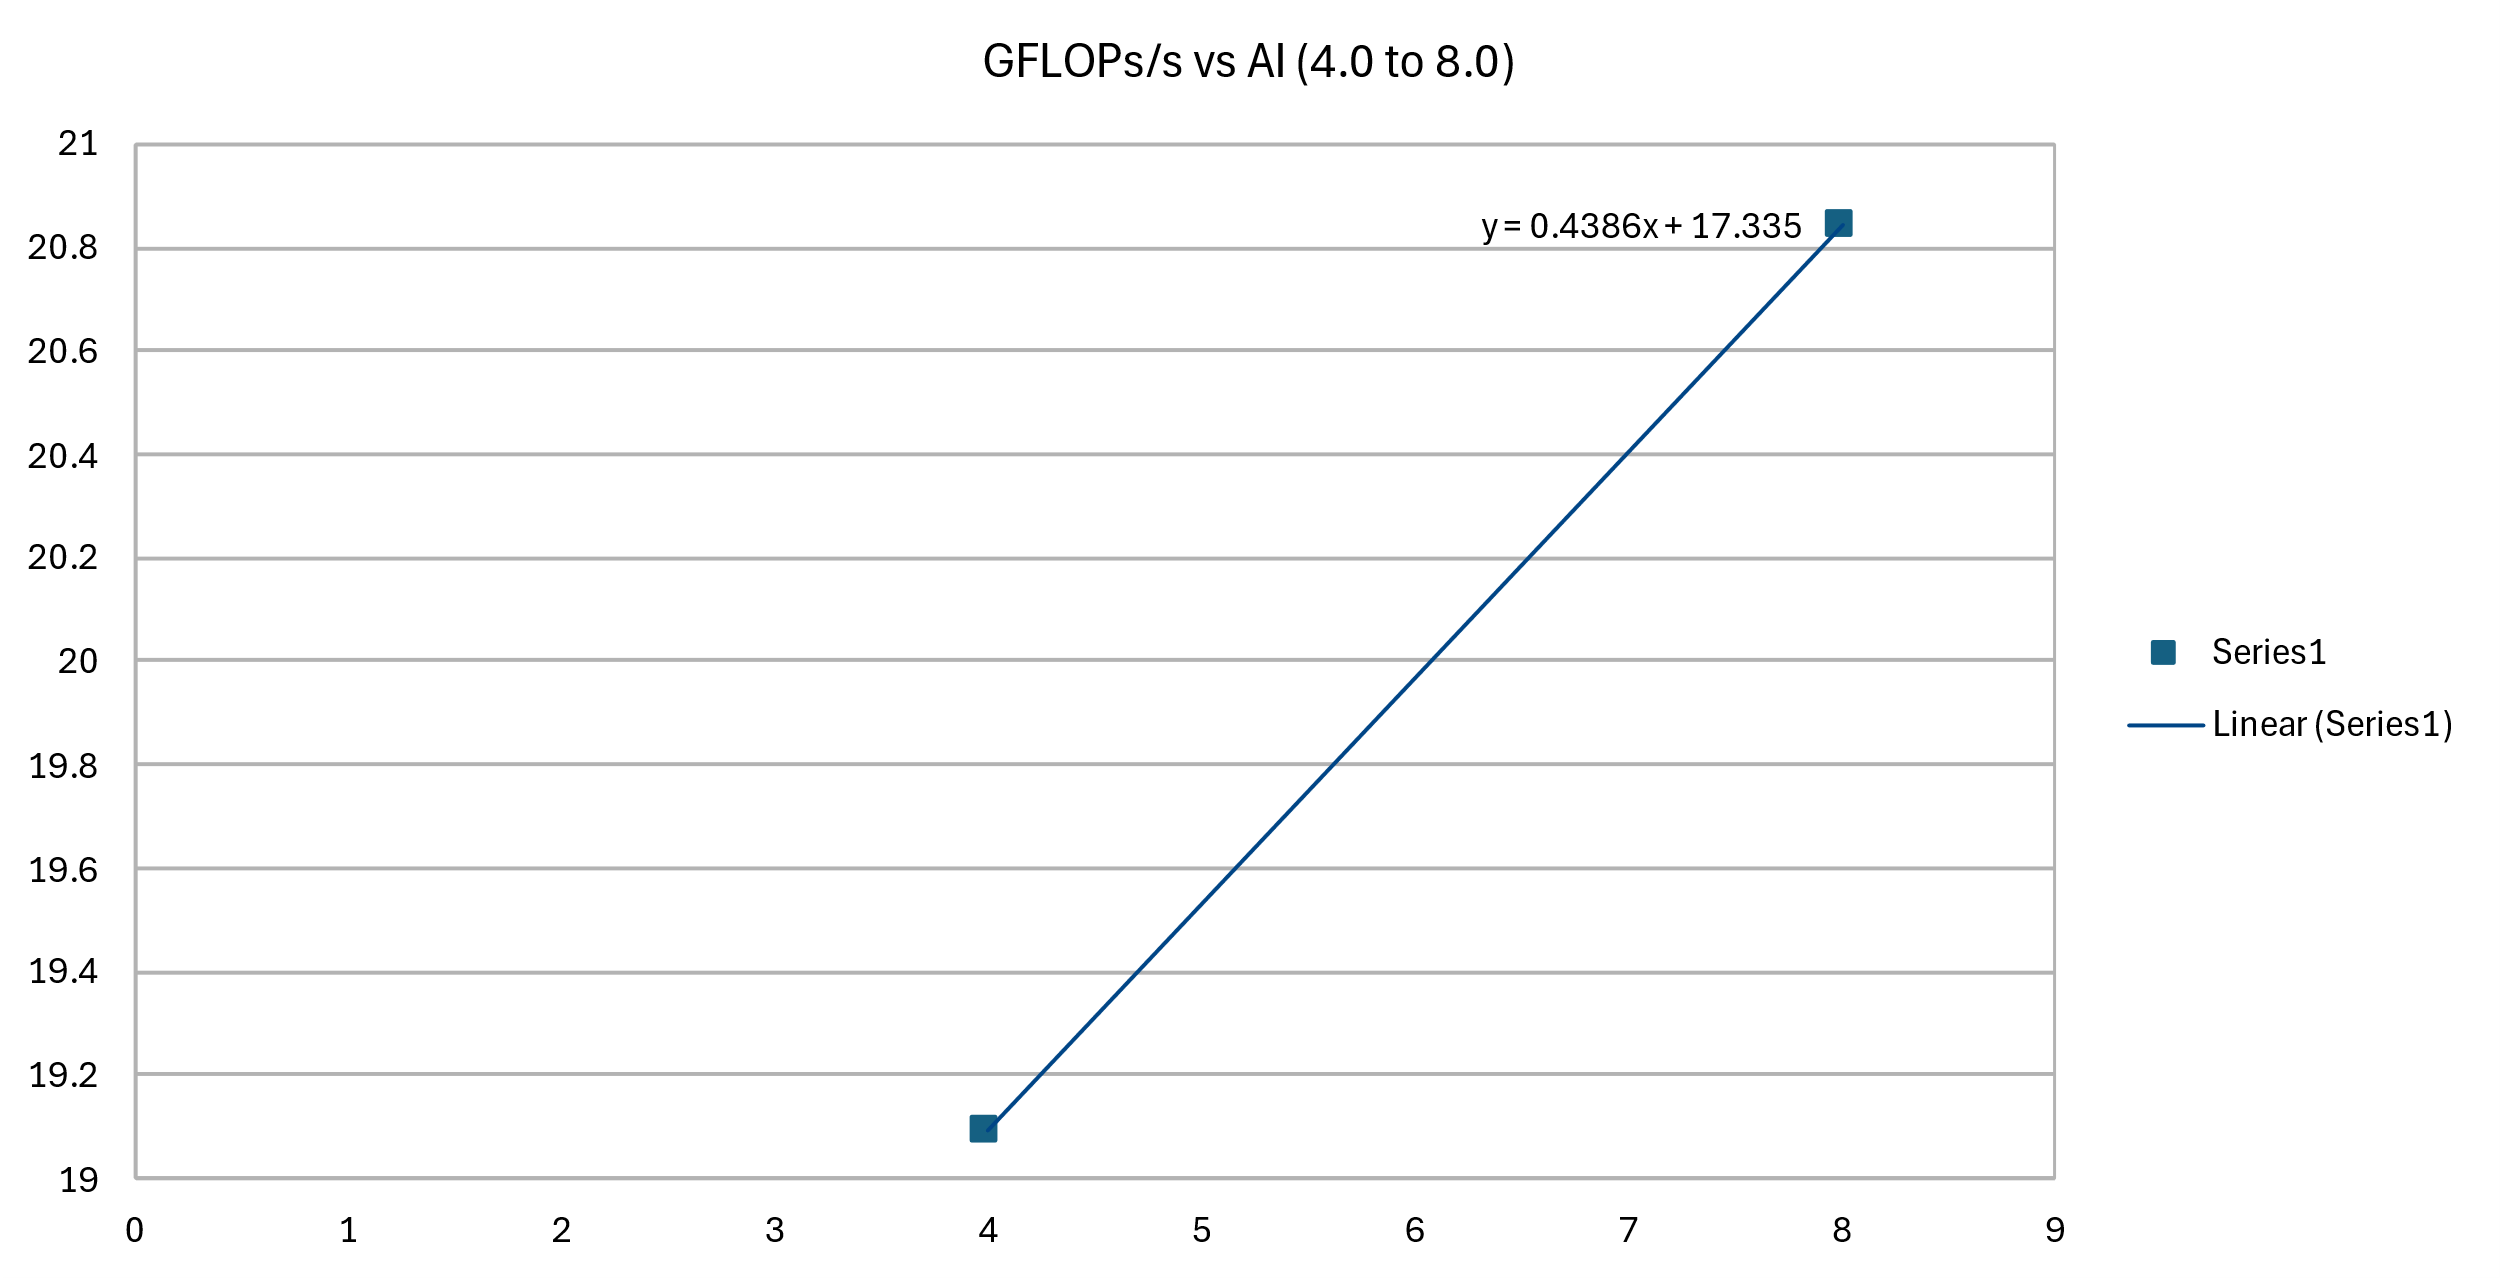 GFLOPs/s vs AI (4.0 to 8.0)
21
20.8
20.6
20.4
20.2
20
19.8
19.6
19.4
19.2
19
y = 0.4386x + 17.335
0 1 2 3 4 5 6 7 8 9
Series1
Linear (Series1)